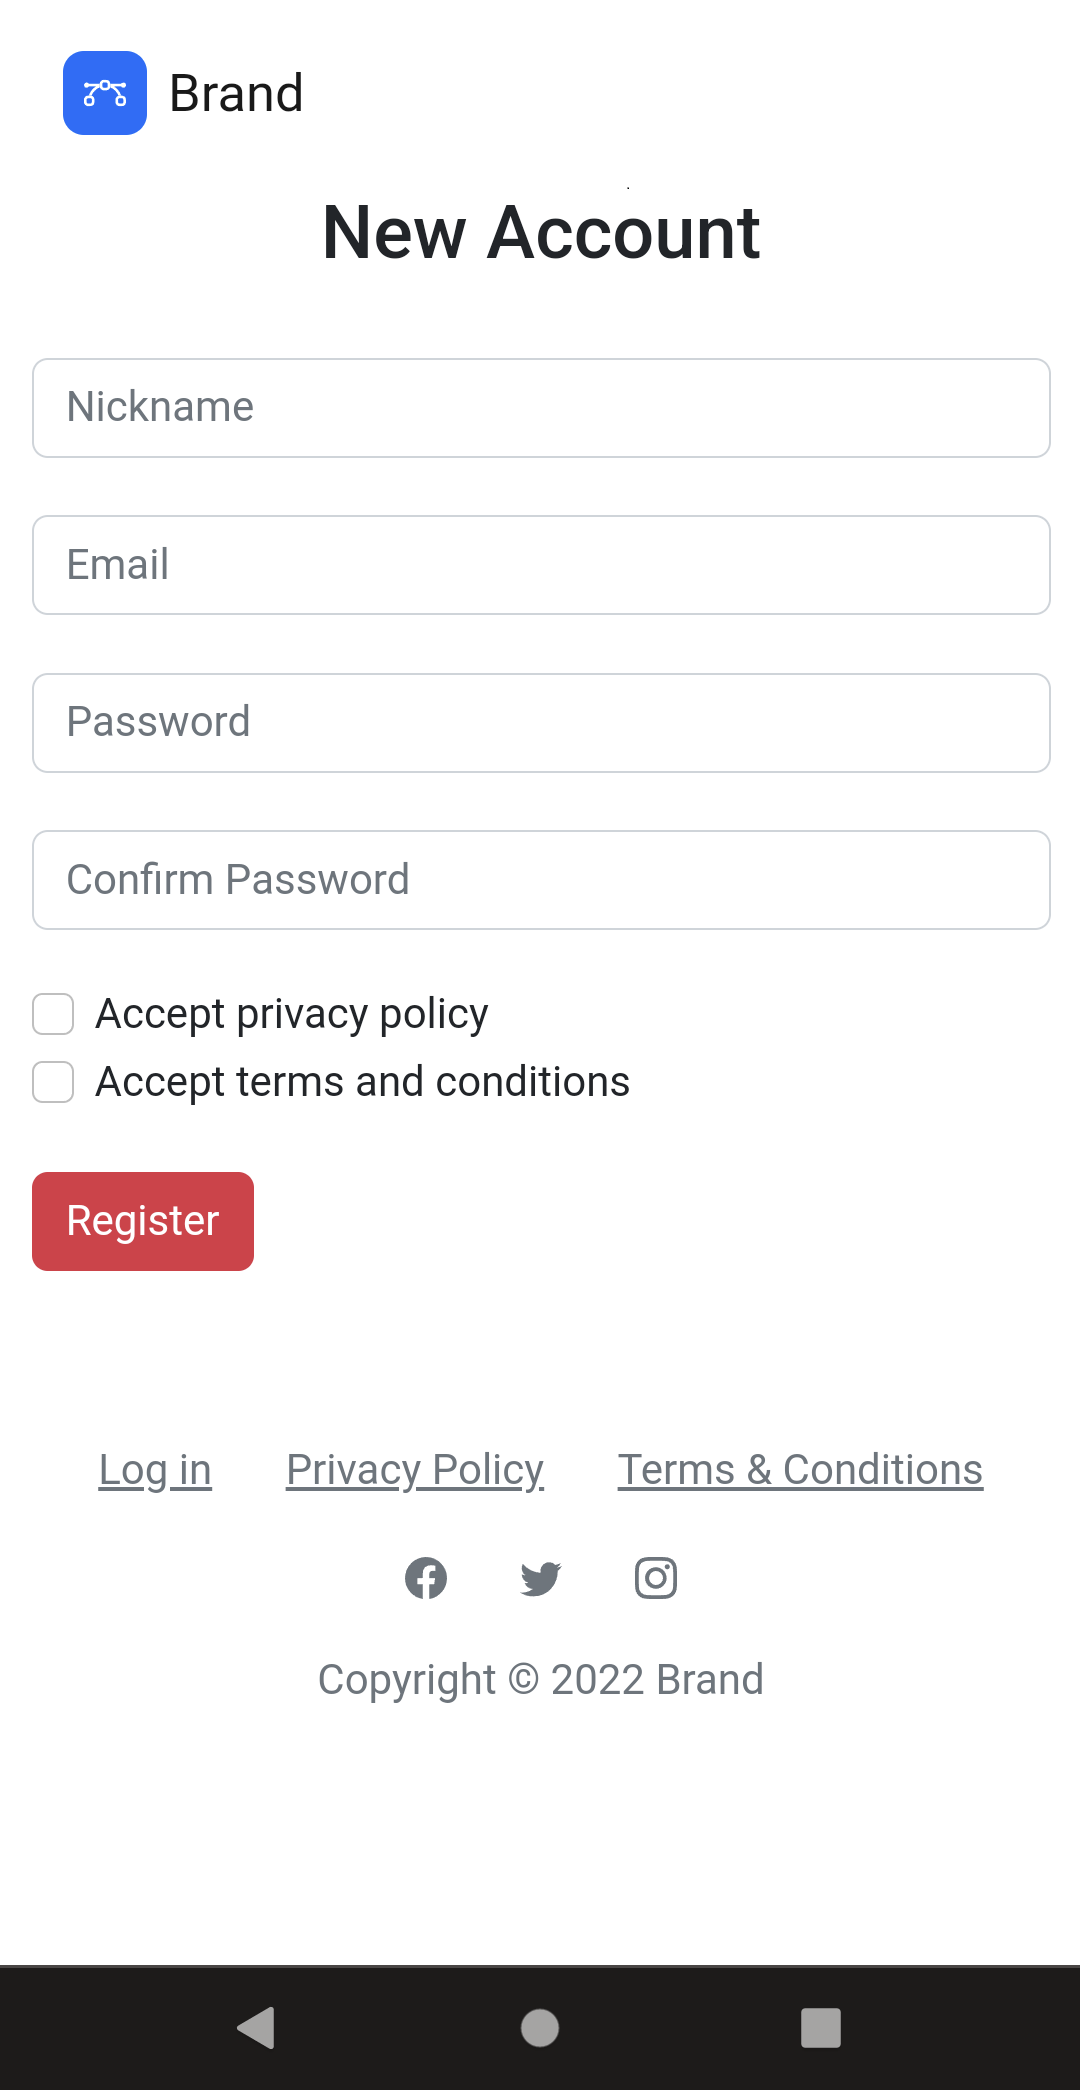 Brand
New Account
Nickname
Email
Password
Confirm Password
Accept privacy policy
Accept terms and conditions
Register
Log in Privacy Policy Terms & Conditions
Copyright © 2022 Brand